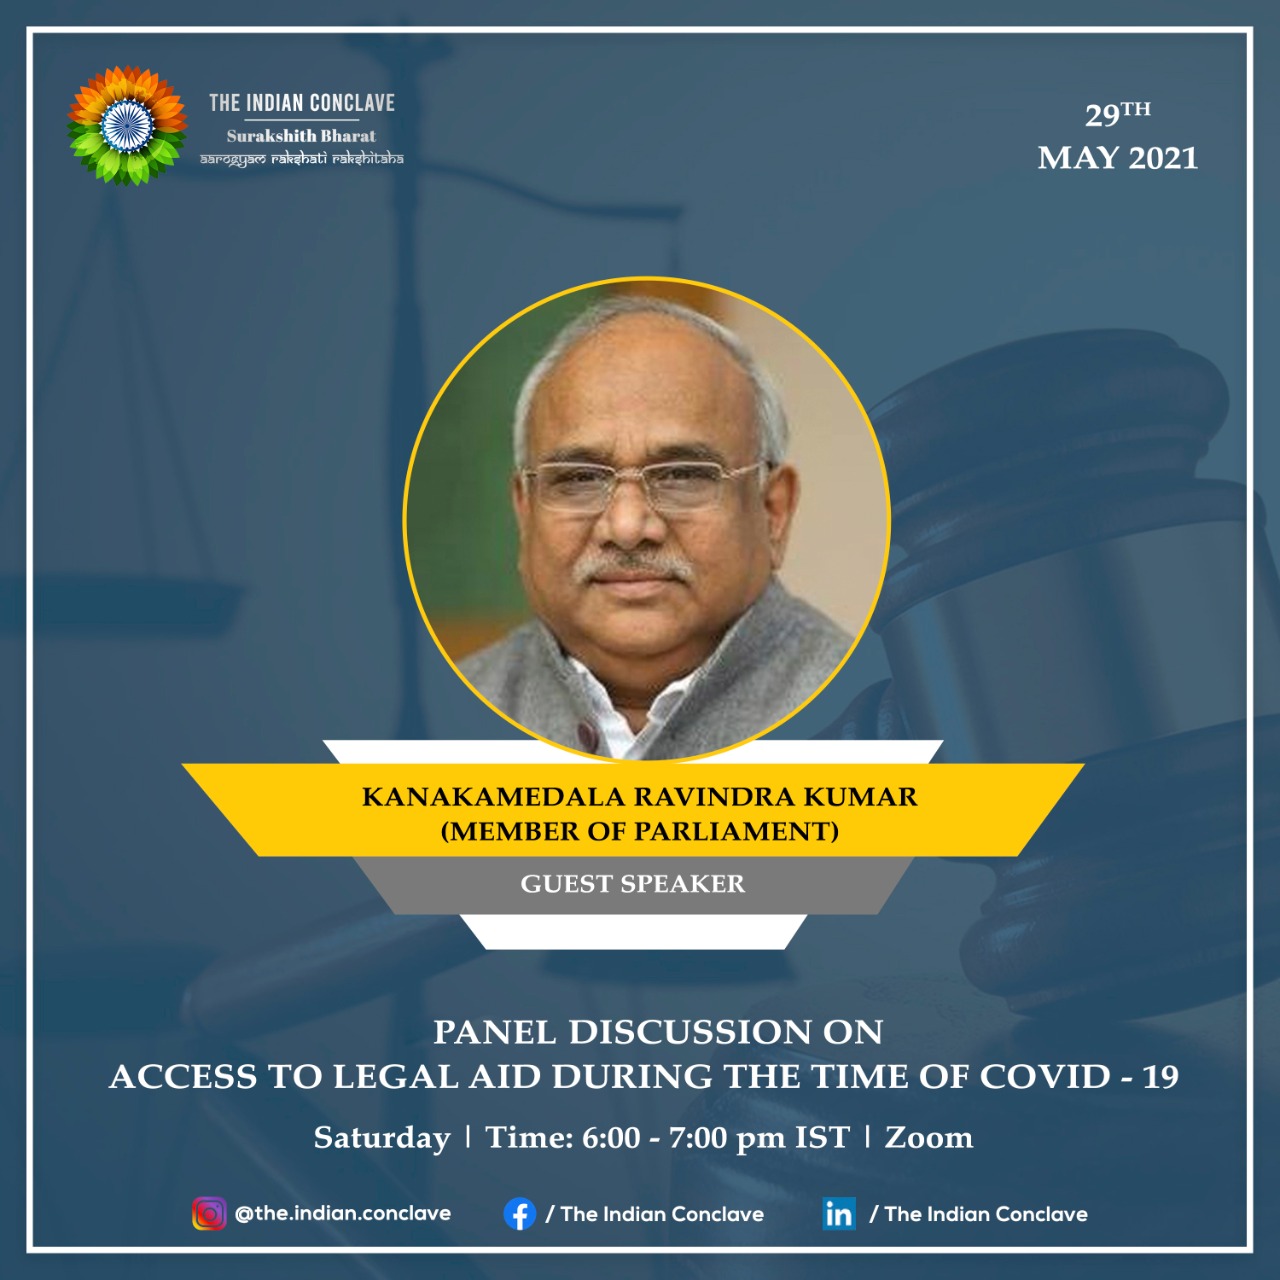 THE INDIAN CONCLAVE
Surakshith Bharat
aarogyam rakshati rakshitaha
29TH
MAY 2021
KANAKAMEDALA RAVINDRA KUMAR
(MEMBER OF PARLIAMENT)
GUEST SPEAKER
PANEL DISCUSSION ON
ACCESS TO LEGAL AID DURING THE TIME OF COVID - 19
Saturday | Time: 6:00 - 7:00 pm IST | Zoom
@the.indian.conclave / The Indian Conclave in / The Indian Conclave